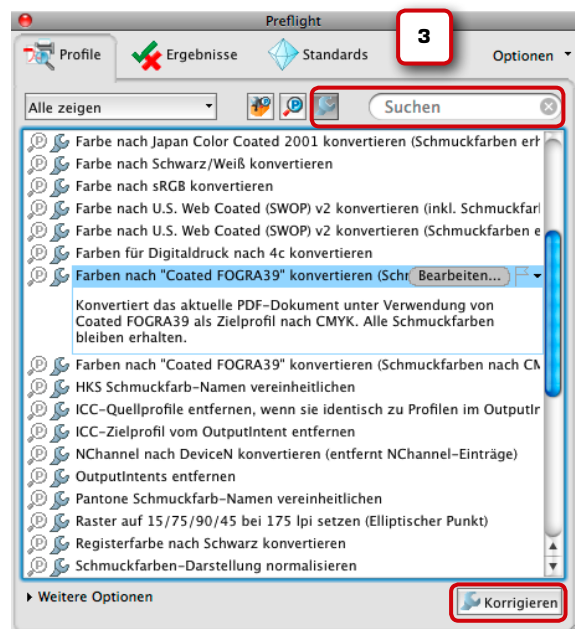 Preflight
3
Profile
Ergebnisse
Standards
Optionen
Alle zeigen
Suchen
Farbe nach Japan Color Coated 2001 konvertieren (Schmuckfarben erh
Farbe nach Schwarz/Weiß konvertieren
Farbe nach sRGB konvertieren
Farbe nach U.S. Web Coated (SWOP) v2 konvertieren (inkl. Schmuckfarl
Farbe nach U.S. Web Coated (SWOP) v2 konvertieren (Schmuckfarben e
Farben für Digitaldruck nach 4c konvertieren
Farben nach "Coated FOGRA39" konvertieren (Schr Bearbeiten...
Konvertiert das aktuelle PDF-Dokument unter Verwendung von
Coated FOGRA39 als Zielprofil nach CMYK. Alle Schmuckfarben
bleiben erhalten.
Farben nach "Coated FOGRA39" konvertieren (Schmuckfarben nach CM
HKS Schmuckfarb-Namen vereinheitlichen
ICC-Quellprofile entfernen, wenn sie identisch zu Profilen im OutputIr
ICC-Zielprofil vom OutputIntent entfernen
NChannel nach DeviceN konvertieren (entfernt NChannel-Einträge)
OutputIntents entfernen
Pantone Schmuckfarb-Namen vereinheitlichen
Raster auf 15/75/90/45 bei 175 lpi setzen (Elliptischer Punkt)
Registerfarbe nach Schwarz konvertieren
Schmuckfarben-Darstellung normalisieren
Weitere Optionen
Korrigieren